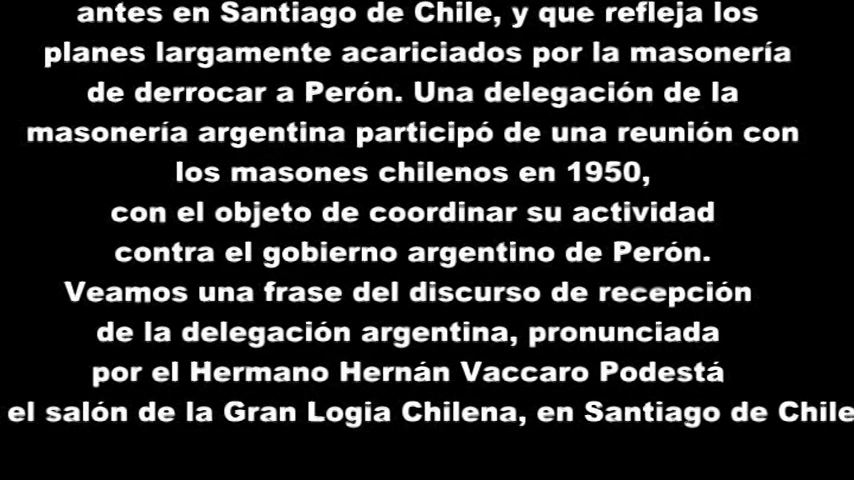 antes en Santiago de Chile, y que refleja los
planes largamente acariciados por la masonería
de derrocar a Perón. Una delegación de la
masonería argentina participó de una reunión con
los masones chilenos en 1950,
con el objeto de coordinar su actividad
contra el gobierno argentino de Perón.
Veamos una frase del discurso de recepción
de la delegación argentina, pronunciada
por el Hermano Hernán Vaccaro Podestá
el salón de la Gran Logia Chilena, en Santiago de Chile